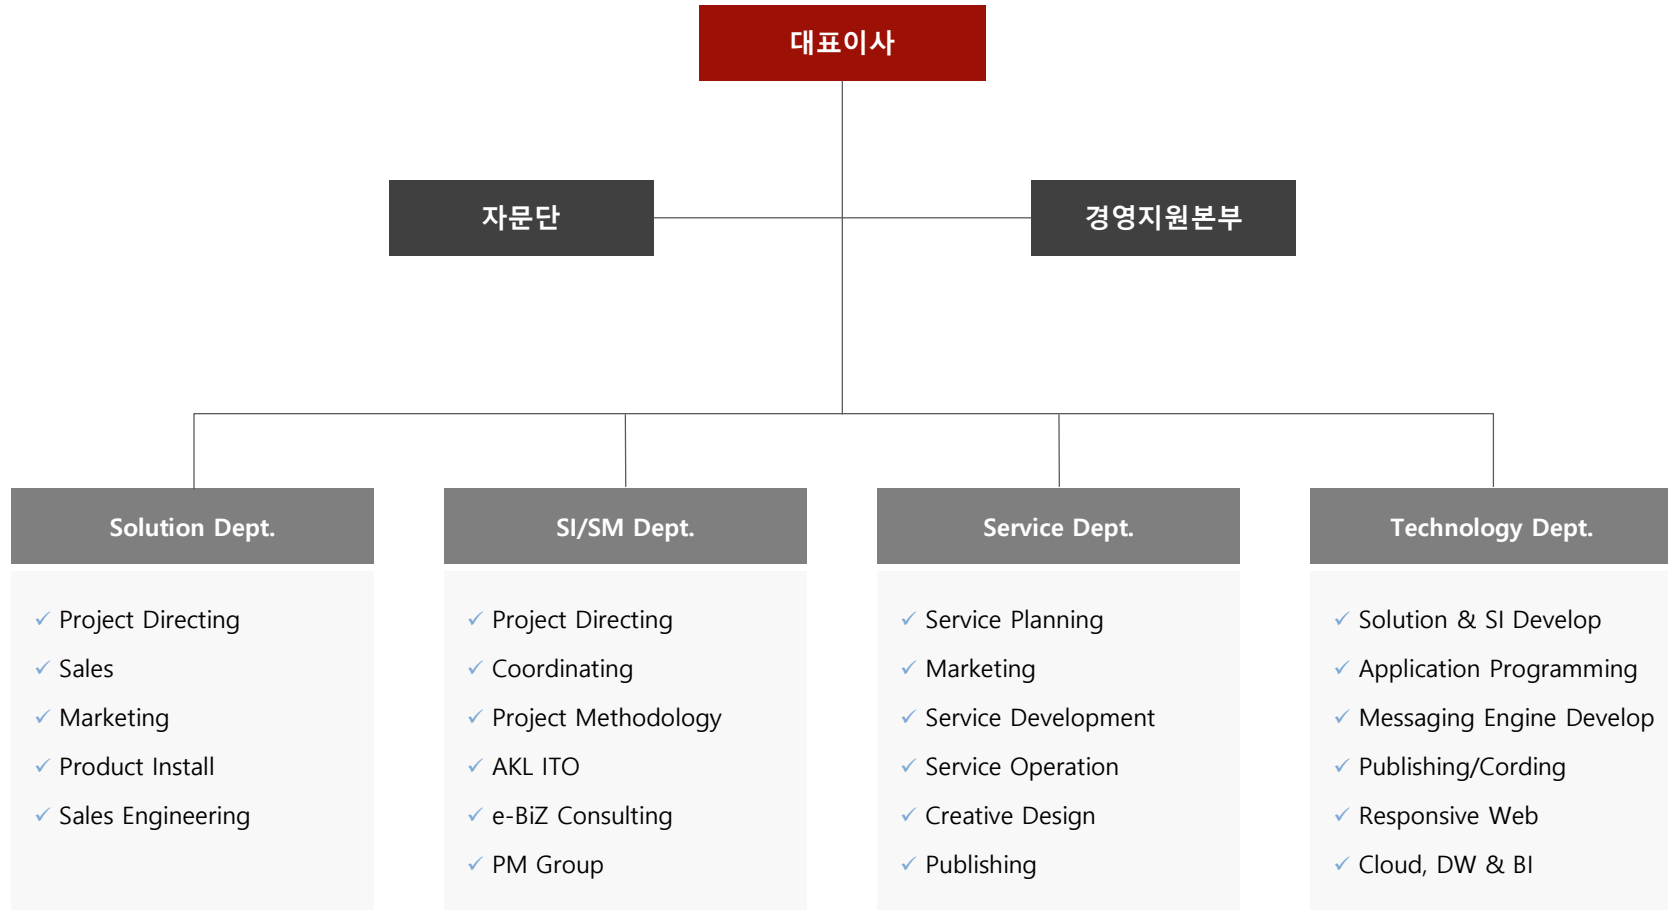 대표이사
자문단
경영지원본부
Solution Dept.
Project Directing
Sales
Marketing
Product Install
Sales Engineering
SI/SM Dept.
Project Directing
Coordinating
Project Methodology
AKL ITO
e-BiZ Consulting
PM Group
Service Dept.
Service Planning
Marketing
Service Development
Service Operation
Creative Design
Publishing
Technology Dept.
Solution & SI Develop
Application Programming
Messaging Engine Develop
Publishing/Cording
Responsive Web
Cloud, DW & BI